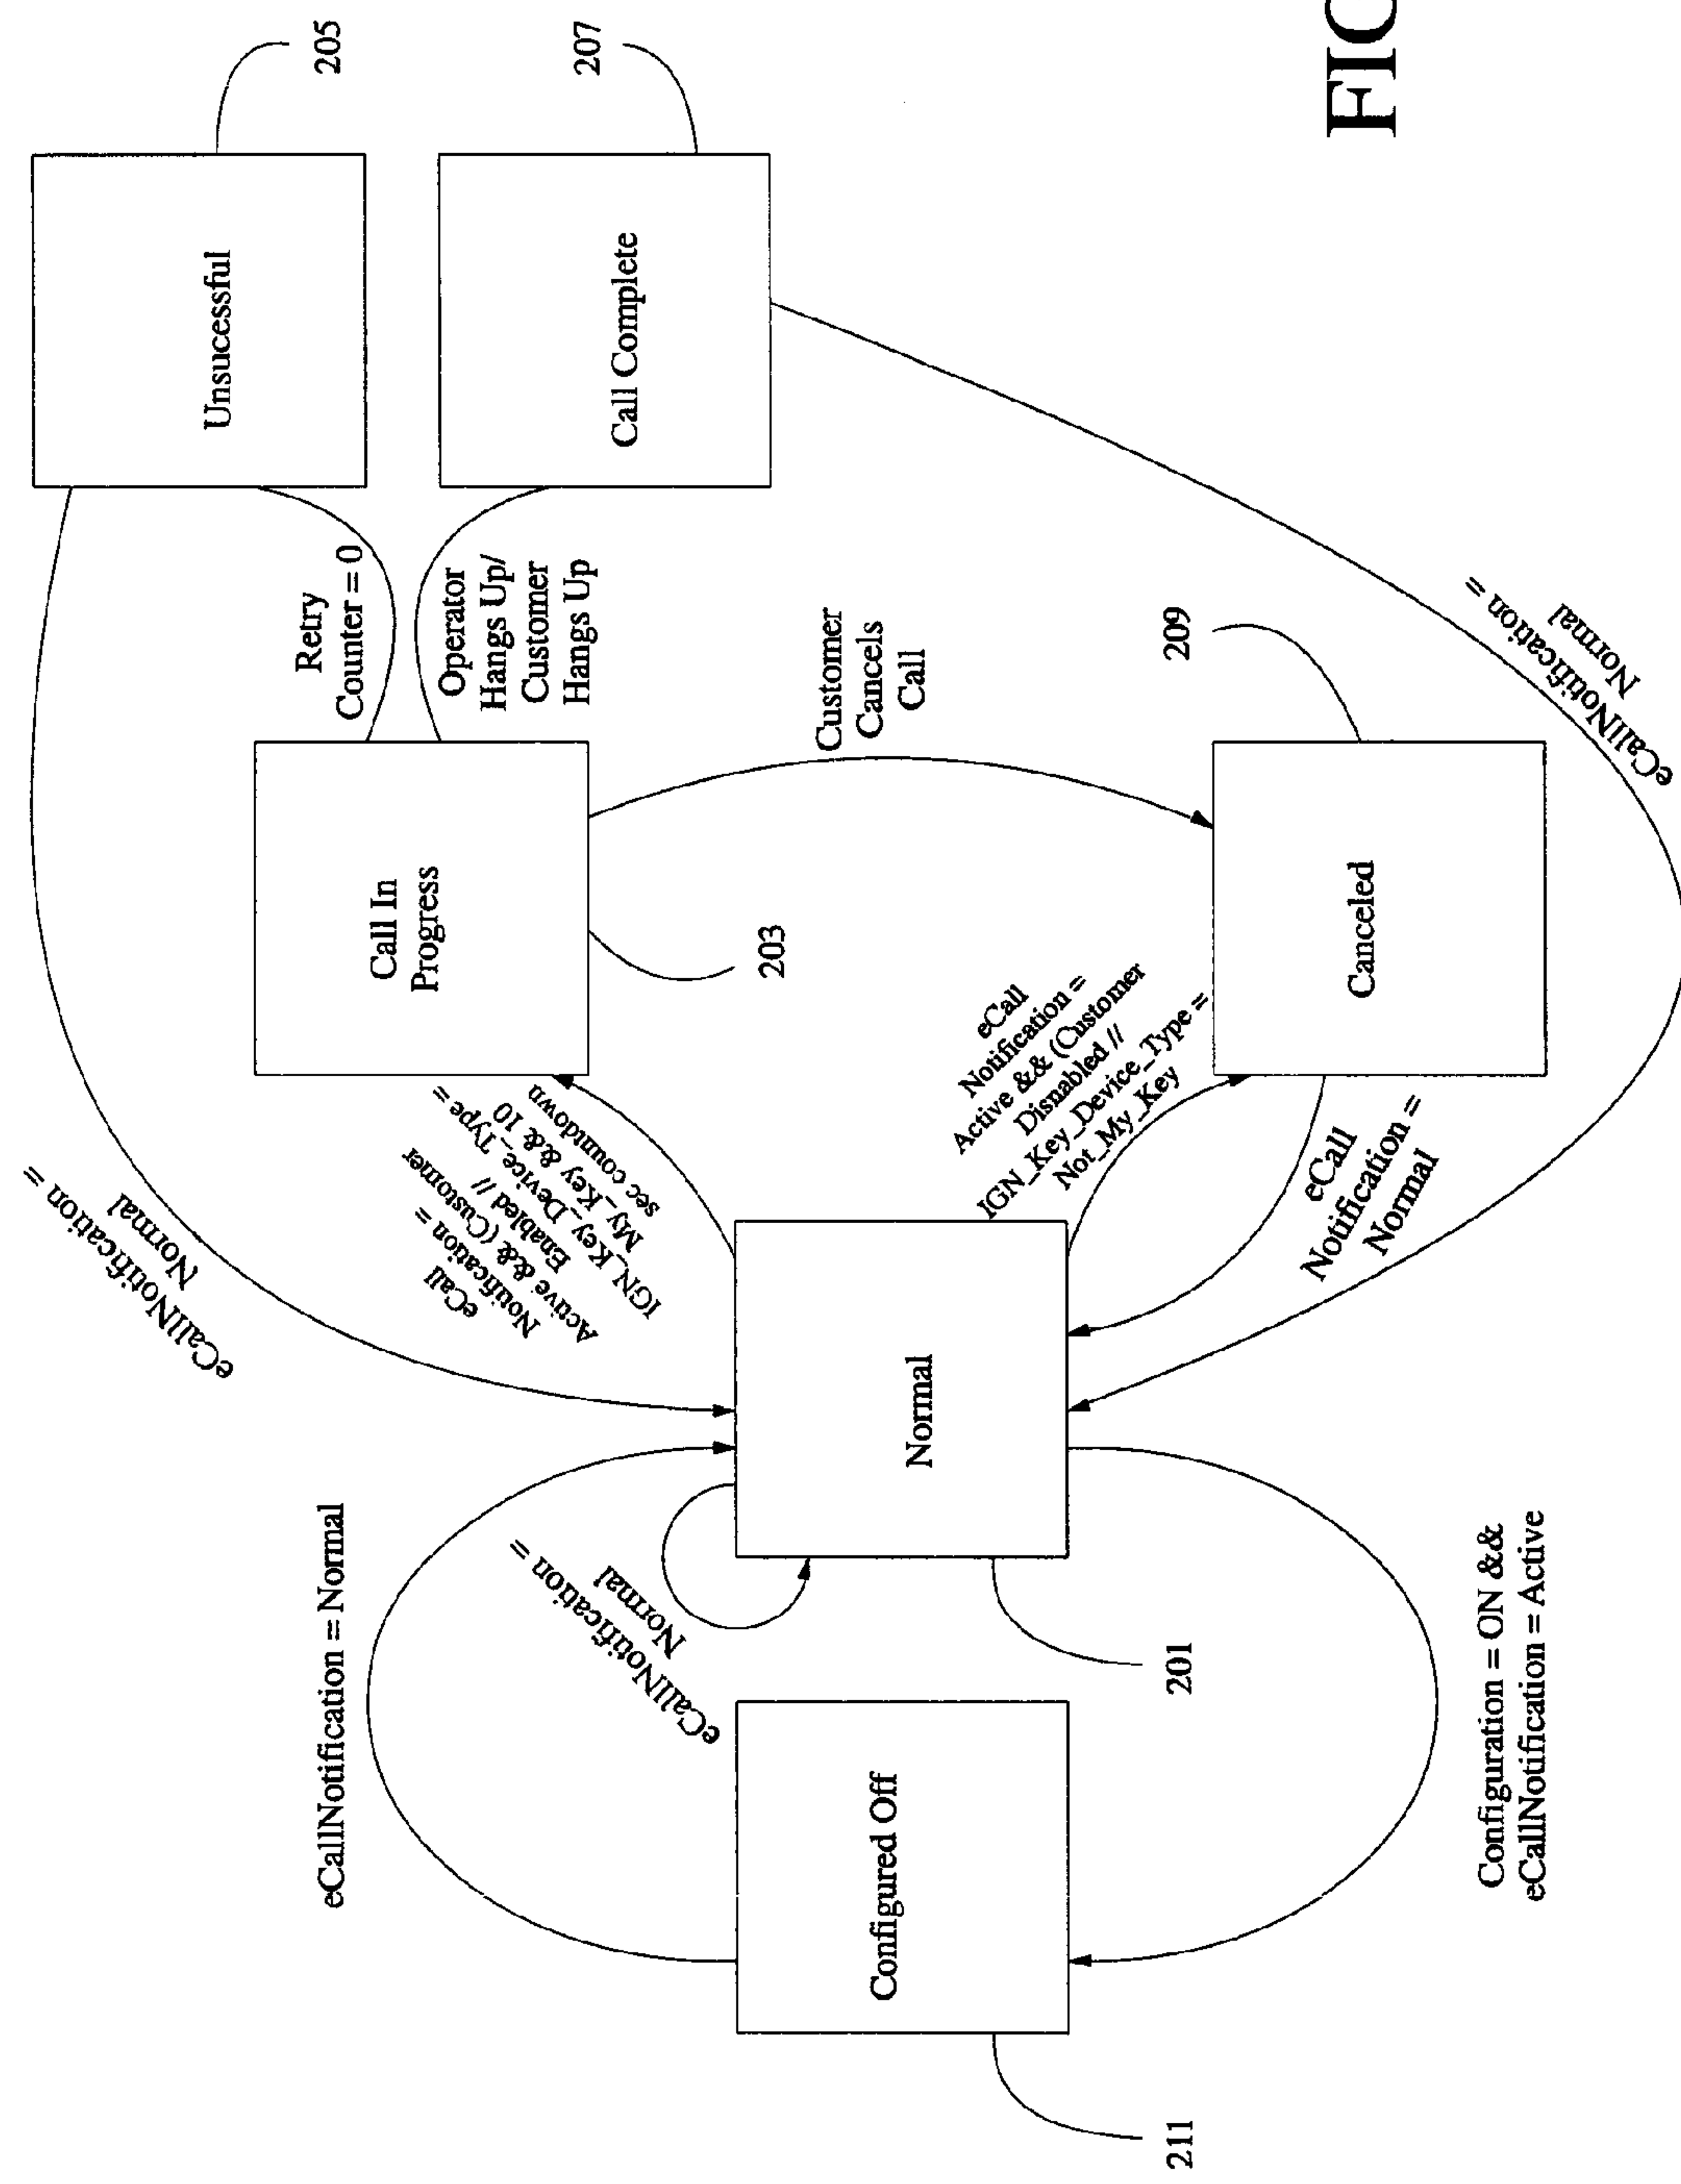 eCallNotification =
Normal
Unsucessful
205
Retry
Counter = 0
Call In
Progress
203
Operator
Hangs Up/
Customer
Hangs Up
Call Complete
207
eCallNotification = Normal
eCallNotification =
Normal
eCall
Notification =
Active && (Customer
Enabled //
IGN_Key_Device_Type =
My_Key && 10
sec countdown
Customer
Cancels
Call
Configured Off
211
Normal
201
eCall
Notification =
Active && (Customer
Disnabled //
IGN_Key_Device_Type =
Not_My_Key
209
Canceled
eCall
Notification =
Normal
eCallNotification =
Normal
Configuration = ON &&
eCallNotification = Active
FIC